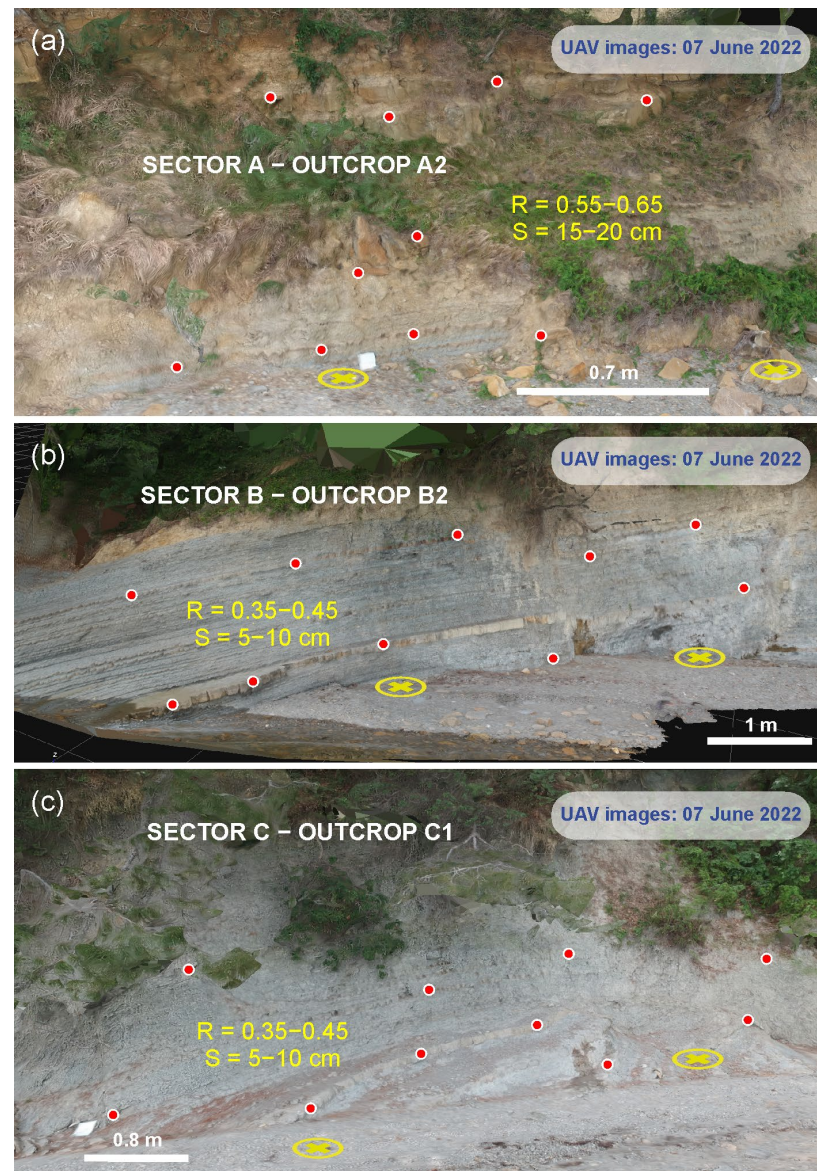 (a)
UAV images: 07 June 2022
SECTOR A − OUTCROP A2
R = 0.55−0.65
S = 15−20 cm
0.7 m
(b)
UAV images: 07 June 2022
SECTOR B − OUTCROP B2
R = 0.35−0.45
S = 5−10 cm
1 m
z
(c)
UAV images: 07 June 2022
SECTOR C − OUTCROP C1
R = 0.35−0.45
S = 5−10 cm
0.8 m